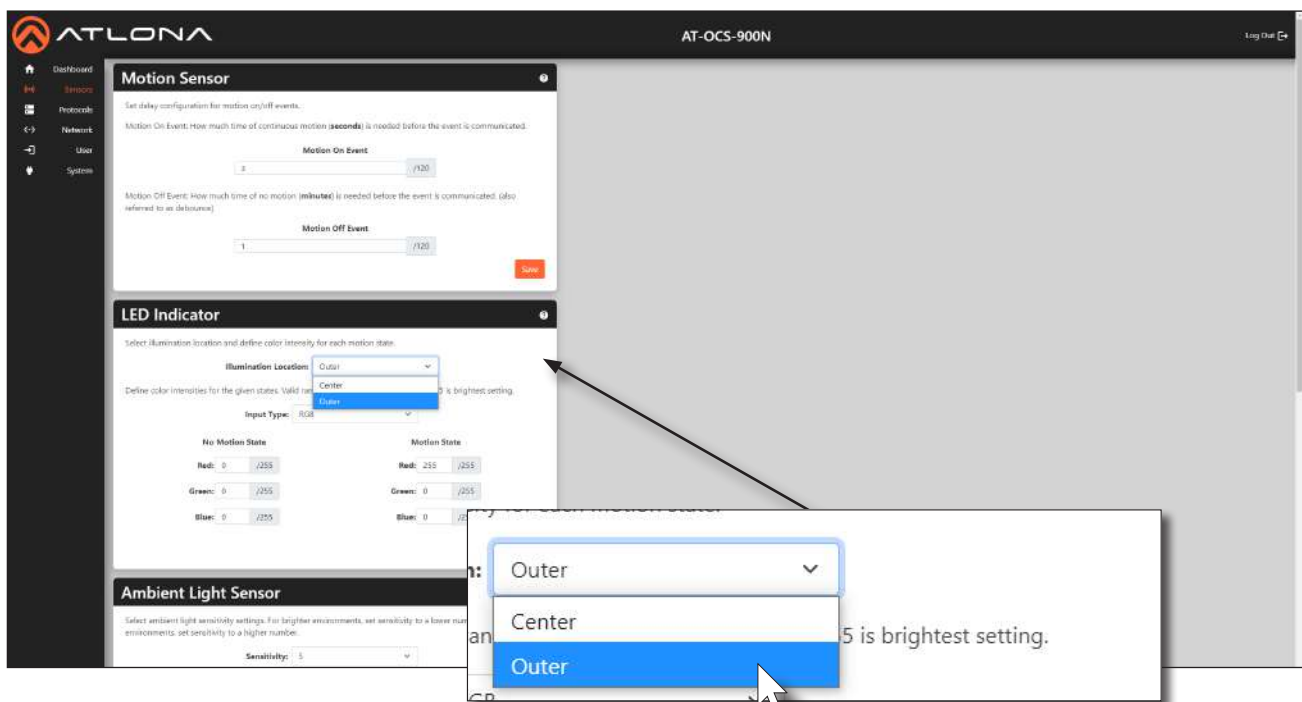 ATLONA
AT-OCS-900N
Log Out
Dashboard
Sensors
Protocols
Network
User
System
Motion Sensor
Set delay configuration for motion on/off events.
Motion On Event: How much time of continuous motion (seconds) is needed before the event is communicated.
Motion On Event
/120
Motion Off Event: How much time of no motion (minutes) is needed before the event is communicated. (also
referred to as debounce)
Motion Off Event
1 /120
Save
LED Indicator
Select illumination location and define color intensity for each motion state.
Illumination Location: Outer
Center
Outer
Define color intensities for the given states. Valid is brightest setting.
Input Type: RGB
No Motion State Motion State
Red: 0 /255 Red: 255 /255
Green: 0 /255 Green: 0 /255
Blue: 0 /255 Blue: 0
Ambient Light Sensor
Select ambient light sensitivity settings. For brighter environments, set sensitivity to a lower
environments, set sensitivity to a higher number.
Sensitivity: 5
ity for each motion state.
n: Outer
Center
Outer
an 5 is brightest setting.